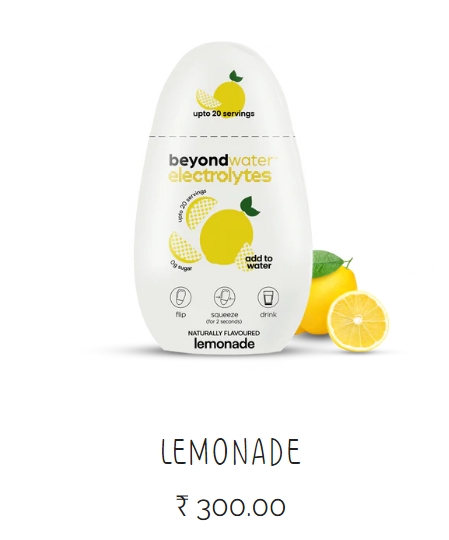 upto 20 servings
beyondwater™
electrolytes
upto 20 servings
0g sugar
add to
water
flip
squeeze
(for 2 seconds)
drink
NATURALLY FLAVOURED
lemonade
LEMONADE
₹ 300.00